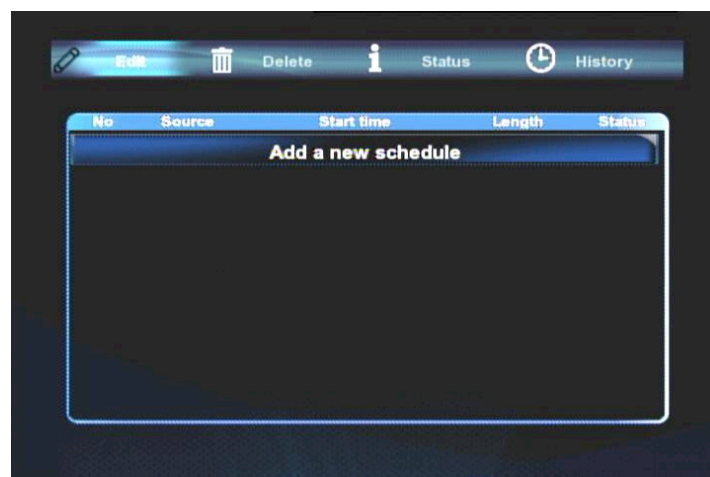 Edit Delete Status History
No Source Start time Length Status
Add a new schedule